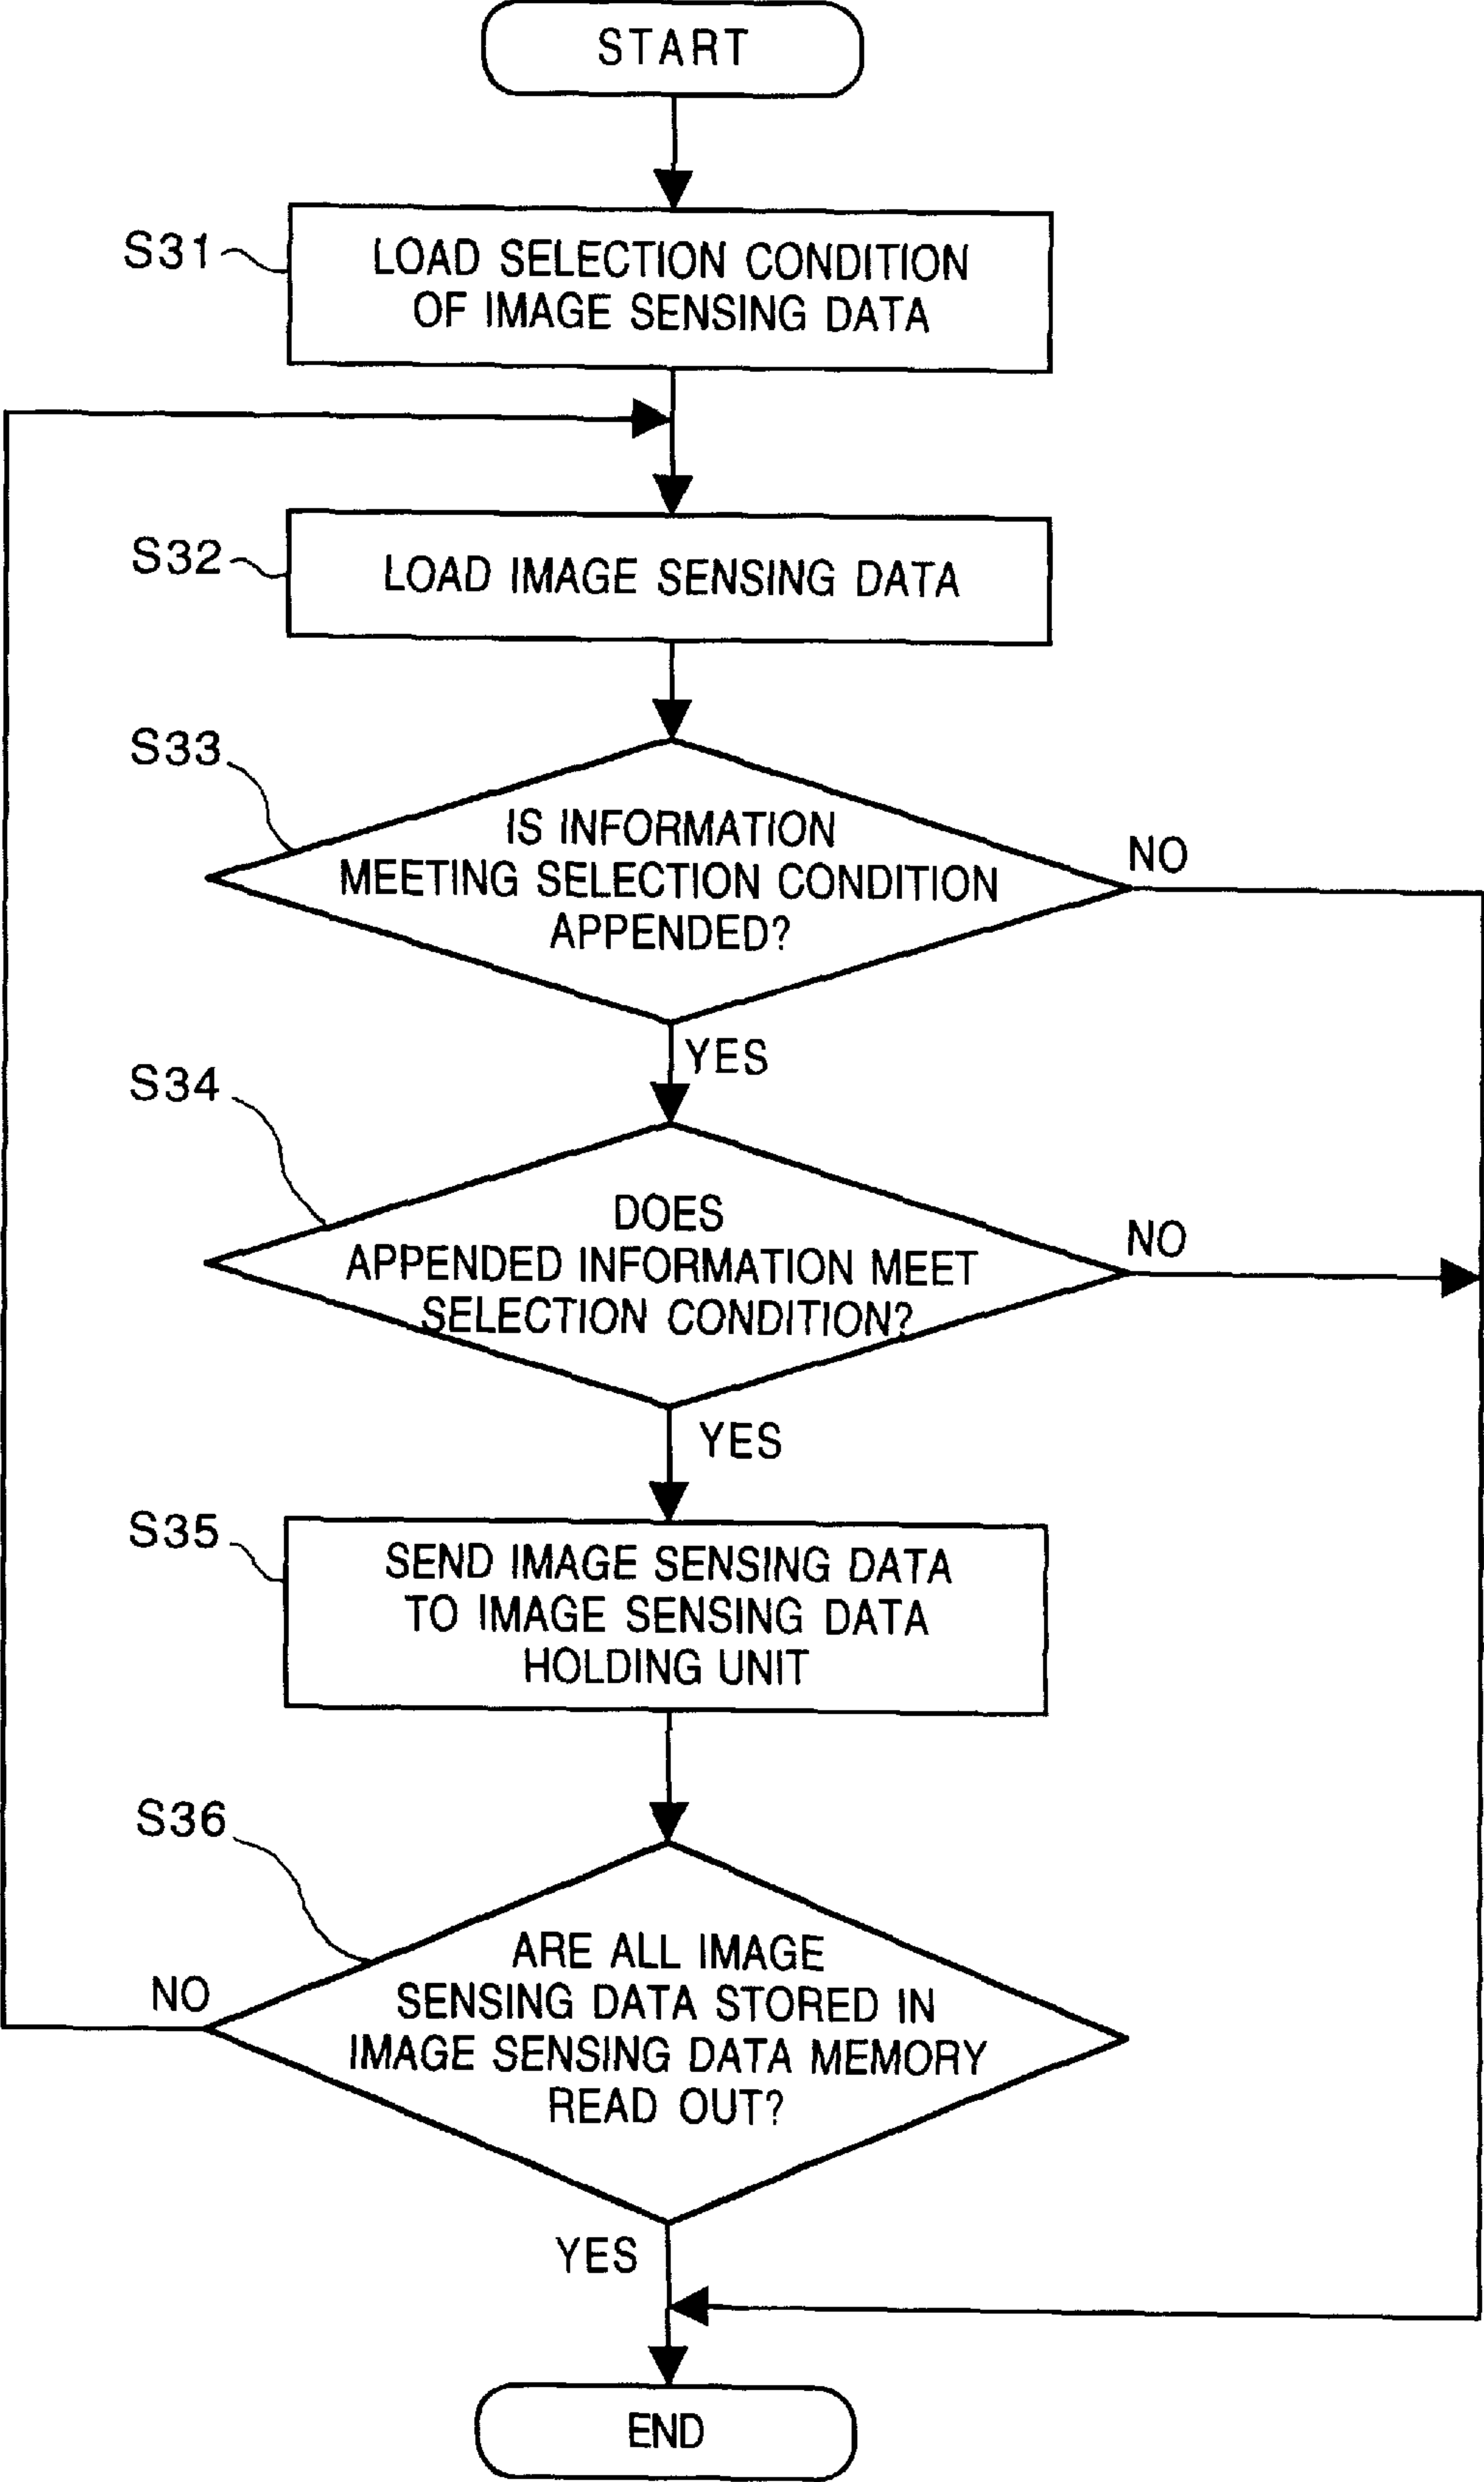 START
S31
LOAD SELECTION CONDITION
OF IMAGE SENSING DATA
S32
LOAD IMAGE SENSING DATA
S33
IS INFORMATION
MEETING SELECTION CONDITION
APPENDED?
NO
YES
S34
DOES
APPENDED INFORMATION MEET
SELECTION CONDITION?
NO
YES
S35
SEND IMAGE SENSING DATA
TO IMAGE SENSING DATA
HOLDING UNIT
S36
ARE ALL IMAGE
SENSING DATA STORED IN
IMAGE SENSING DATA MEMORY
READ OUT?
NO
YES
END